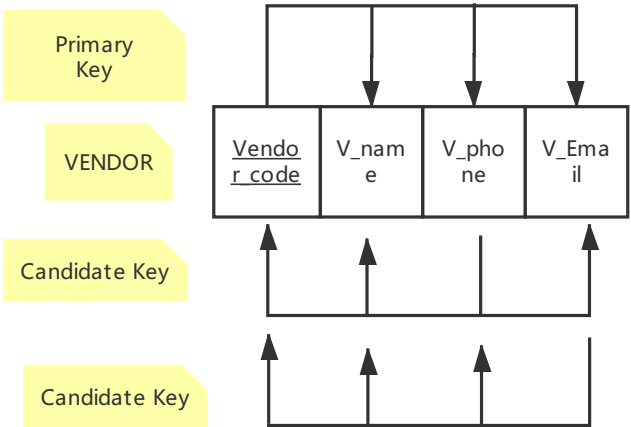 Primary
Key
VENDOR
Vendo
r_code
V_nam
e
V_pho
ne
V_Ema
il
Candidate Key
Candidate Key